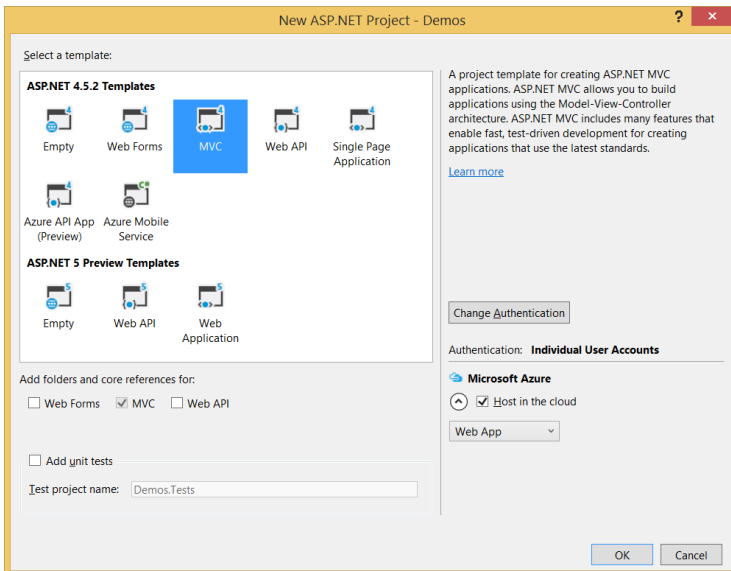 New ASP.NET Project - Demos
? ×
Select a template:
ASP.NET 4.5.2 Templates
Empty
Web Forms
MVC
Web API
Single Page
Application
Azure API App
(Preview)
Azure Mobile
Service
ASP.NET 5 Preview Templates
Empty
Web API
Web
Application
A project template for creating ASP.NET MVC
applications. ASP.NET MVC allows you to build
applications using the Model-View-Controller
architecture. ASP.NET MVC includes many features that
enable fast, test-driven development for creating
applications that use the latest standards.
Learn more
Change Authentication
Authentication: Individual User Accounts
Microsoft Azure
Host in the cloud
Web App
Add folders and core references for:
Web Forms MVC Web API
Add unit tests
Test project name: Demos.Tests
OK Cancel